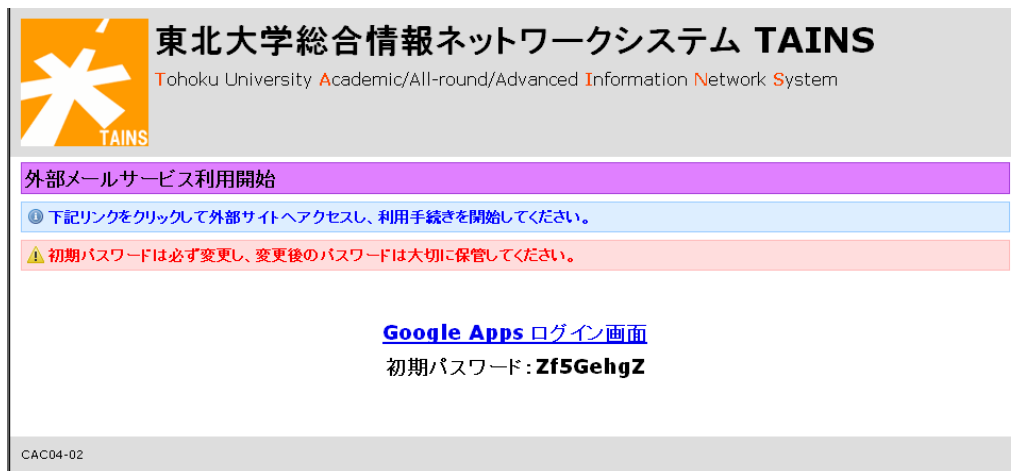 東北大学総合情報ネットワークシステム TAINS
Tohoku University Academic/All-round/Advanced Information Network System
TAINS
外部メールサービス利用開始
下記リンクをクリックして外部サイトへアクセスし、利用手続きを開始してください。
初期パスワードは必ず変更し、変更後のパスワードは大切に保管してください。
Google Apps ログイン画面
初期パスワード:Zf5GehgZ
CAC04-02